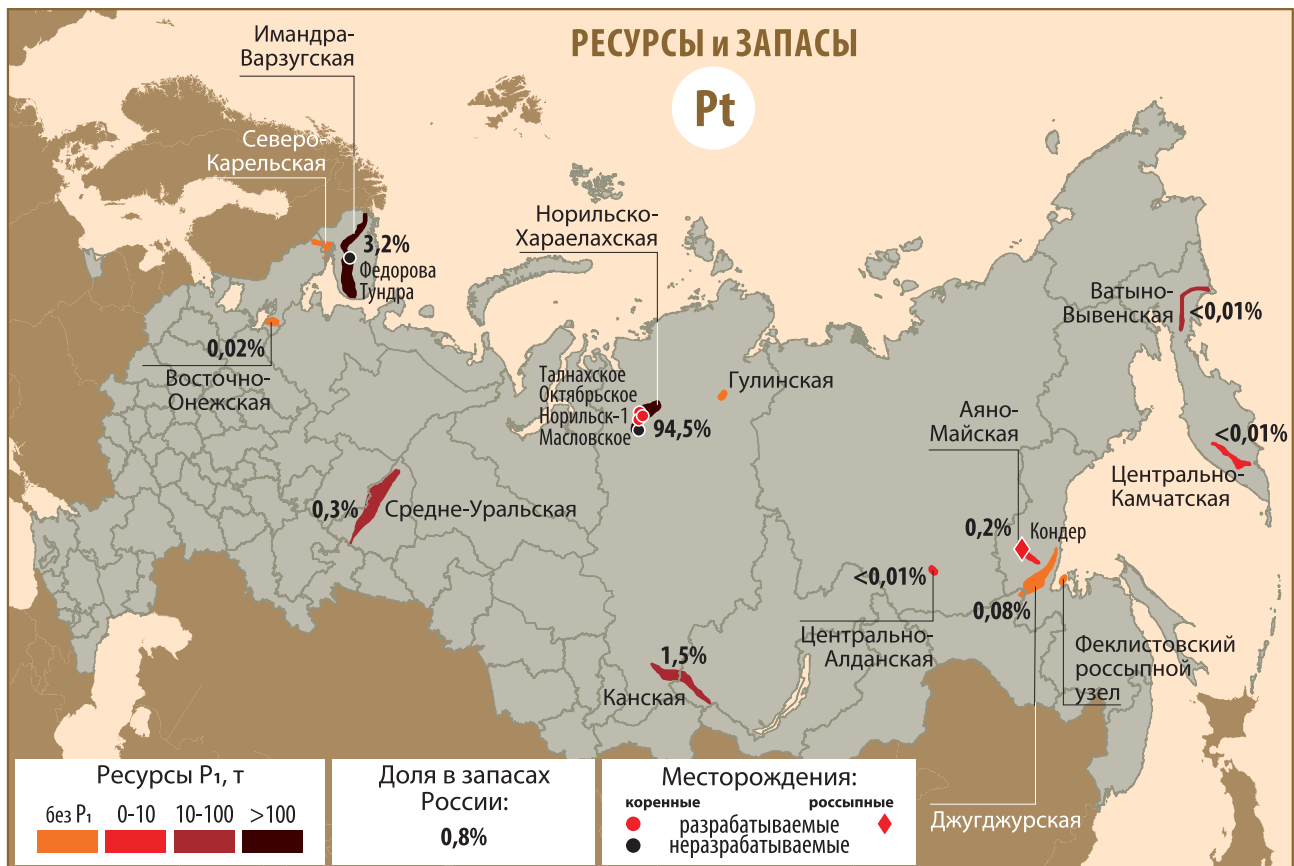 РЕСУРСЫ и ЗАПАСЫ
Pt
Имандра-
Варзугская
Северо-
Карельская
3,2%
Федорова
Тундра
Норильско-
Хараелахская
Ватыно-
Вывенская
<0,01%
0,02%
Восточно-
Онежская
Талнахское
Октябрьское
Норильск-1
Масловское
94,5%
Гулинская
Аяно-
Майская
<0,01%
Центрально-
Камчатская
0,3%
Средне-Уральская
0,2%
Кондер
<0,01%
0,08%
Центрально-
Алданская
Феклистовский
россыпной
узел
1,5%
Канская
Джугджурская
Ресурсы Р₁, т
без Р₁
0-10
10-100
>100
Доля в запасах
России:
0,8%
Месторождения:
коренные
россыпные
разрабатываемые
неразрабатываемые